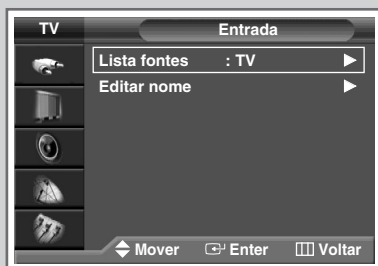 TV Entrada
Lista fontes : TV
Editar nome
Mover Enter Voltar